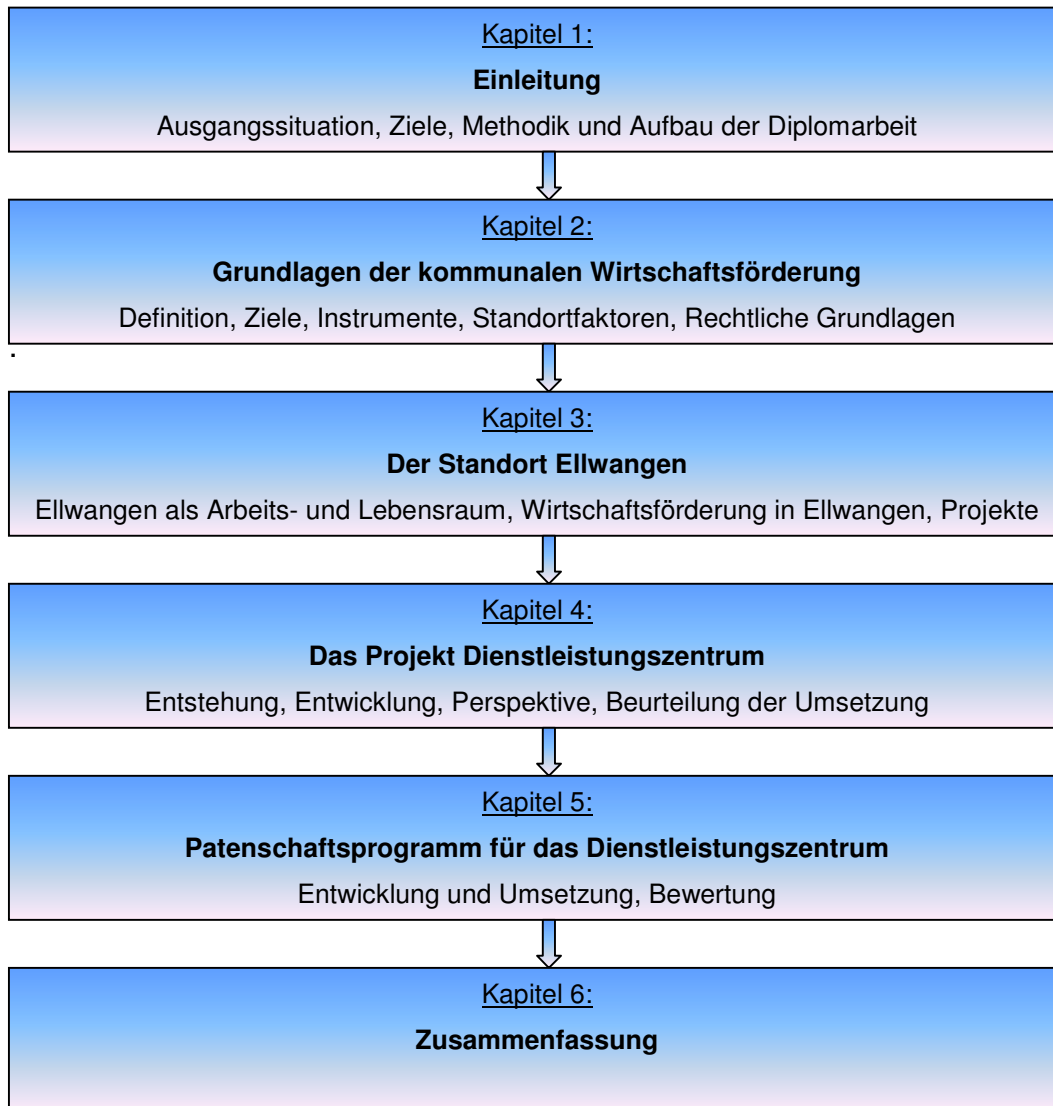 Kapitel 1:
Einleitung
Ausgangssituation, Ziele, Methodik und Aufbau der Diplomarbeit
Kapitel 2:
Grundlagen der kommunalen Wirtschaftsförderung
Definition, Ziele, Instrumente, Standortfaktoren, Rechtliche Grundlagen
.
Kapitel 3:
Der Standort Ellwangen
Ellwangen als Arbeits- und Lebensraum, Wirtschaftsförderung in Ellwangen, Projekte
Kapitel 4:
Das Projekt Dienstleistungszentrum
Entstehung, Entwicklung, Perspektive, Beurteilung der Umsetzung
Kapitel 5:
Patenschaftsprogramm für das Dienstleistungszentrum
Entwicklung und Umsetzung, Bewertung
Kapitel 6:
Zusammenfassung